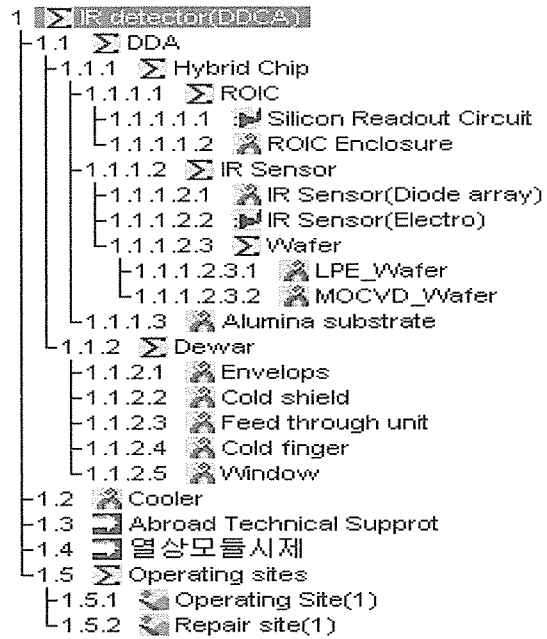 1 IR detector(DDCA)
1.1 DDA
1.1.1 Hybrid Chip
1.1.1.1 ROIC
1.1.1.1.1 Silicon Readout Circuit
1.1.1.1.2 ROIC Enclosure
1.1.1.2 IR Sensor
1.1.1.2.1 IR Sensor(Diode array)
1.1.1.2.2 IR Sensor(Electro)
1.1.1.2.3 Wafer
1.1.1.2.3.1 LPE_Wafer
1.1.1.2.3.2 MOCVD_Wafer
1.1.1.3 Alumina substrate
1.1.2 Dewar
1.1.2.1 Envelops
1.1.2.2 Cold shield
1.1.2.3 Feed through unit
1.1.2.4 Cold finger
1.1.2.5 Window
1.2 Cooler
1.3 Abroad Technical Supprot
1.4 열상모듈시제
1.5 Operating sites
1.5.1 Operating Site(1)
1.5.2 Repair site(1)